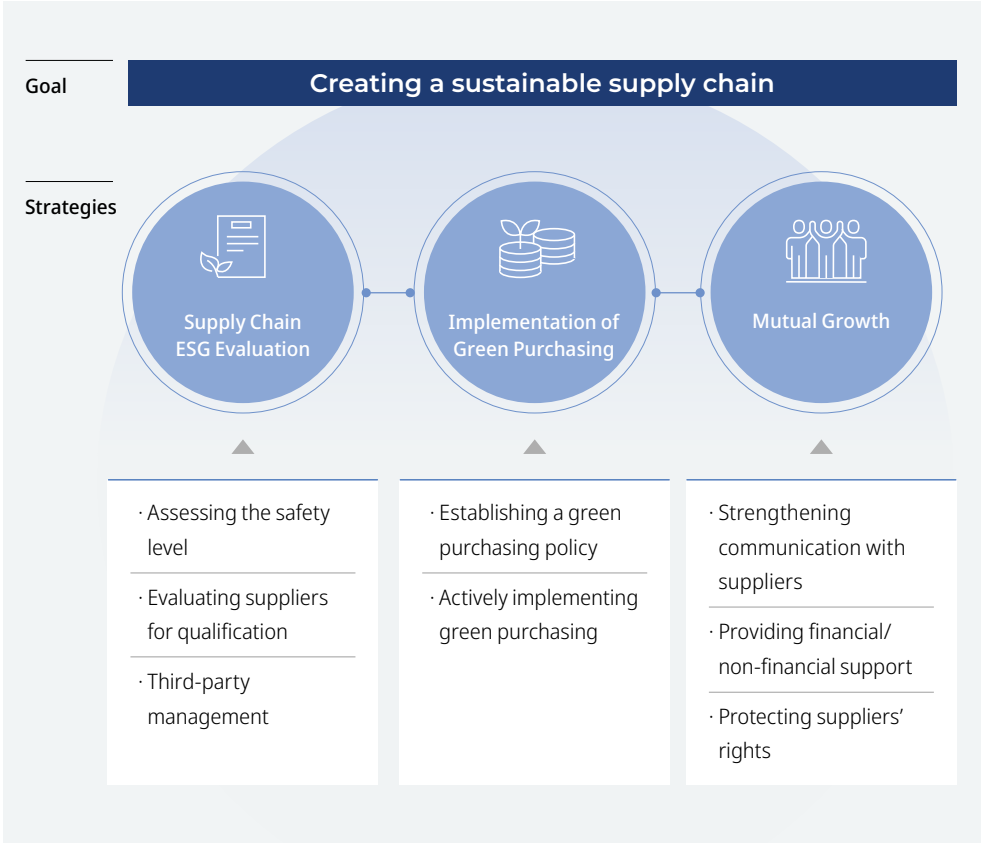 Goal
Creating a sustainable supply chain
Strategies
Supply Chain
ESG Evaluation
Implementation of
Green Purchasing
Mutual Growth
· Assessing the safety
level
· Evaluating suppliers
for qualification
· Third-party
management
· Establishing a green
purchasing policy
· Actively implementing
green purchasing
· Strengthening
communication with
suppliers
· Providing financial/
non-financial support
· Protecting suppliers’
rights